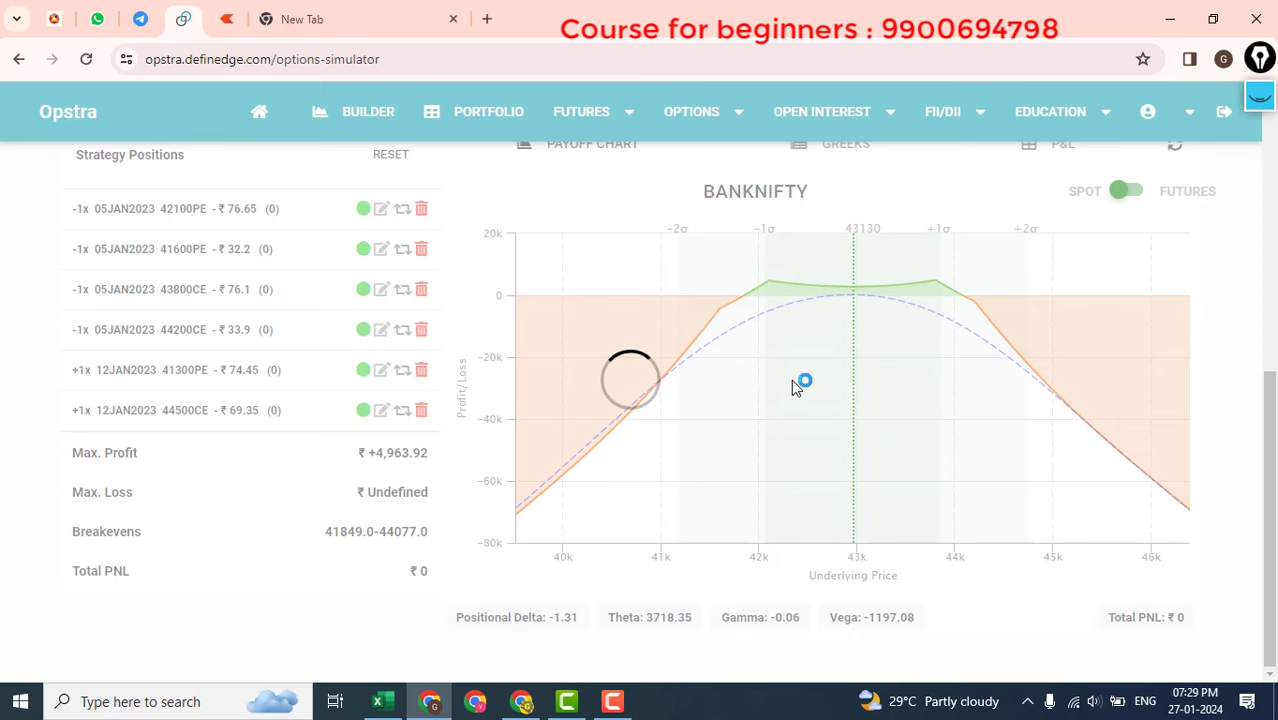 New Tab
Course for beginners : 9900694798
opstra.definedge.com/options-simulator
G
Opstra
BUILDER
PORTFOLIO
FUTURES
OPTIONS
OPEN INTEREST
FII/DII
EDUCATION
Strategy Positions
RESET
PAYOFF CHART
GREEKS
P&L
BANKNIFTY
SPOT
FUTURES
-1x 05JAN2023 42100PE - ₹ 76.65 (0)
-1x 05JAN2023 41600PE - ₹ 32.2 (0)
-1x 05JAN2023 43800CE - ₹ 76.1 (0)
-1x 05JAN2023 44200CE - ₹ 33.9 (0)
+1x 12JAN2023 41300PE - ₹ 74.45 (0)
+1x 12JAN2023 44500CE - ₹ 69.35 (0)
Max. Profit ₹ +4,963.92
Max. Loss ₹ Undefined
Breakevens 41849.0-44077.0
Total PNL ₹ 0
-2σ -1σ 43130 +1σ +2σ
20k
0
-20k
-40k
-60k
-80k
Profit/Loss
40k 41k 42k 43k 44k 45k 46k
Underlying Price
Positional Delta: -1.31
Theta: 3718.35
Gamma: -0.06
Vega: -1197.08
Total PNL: ₹ 0
Type here to search
29°C Partly cloudy
ENG
07:29 PM
27-01-2024